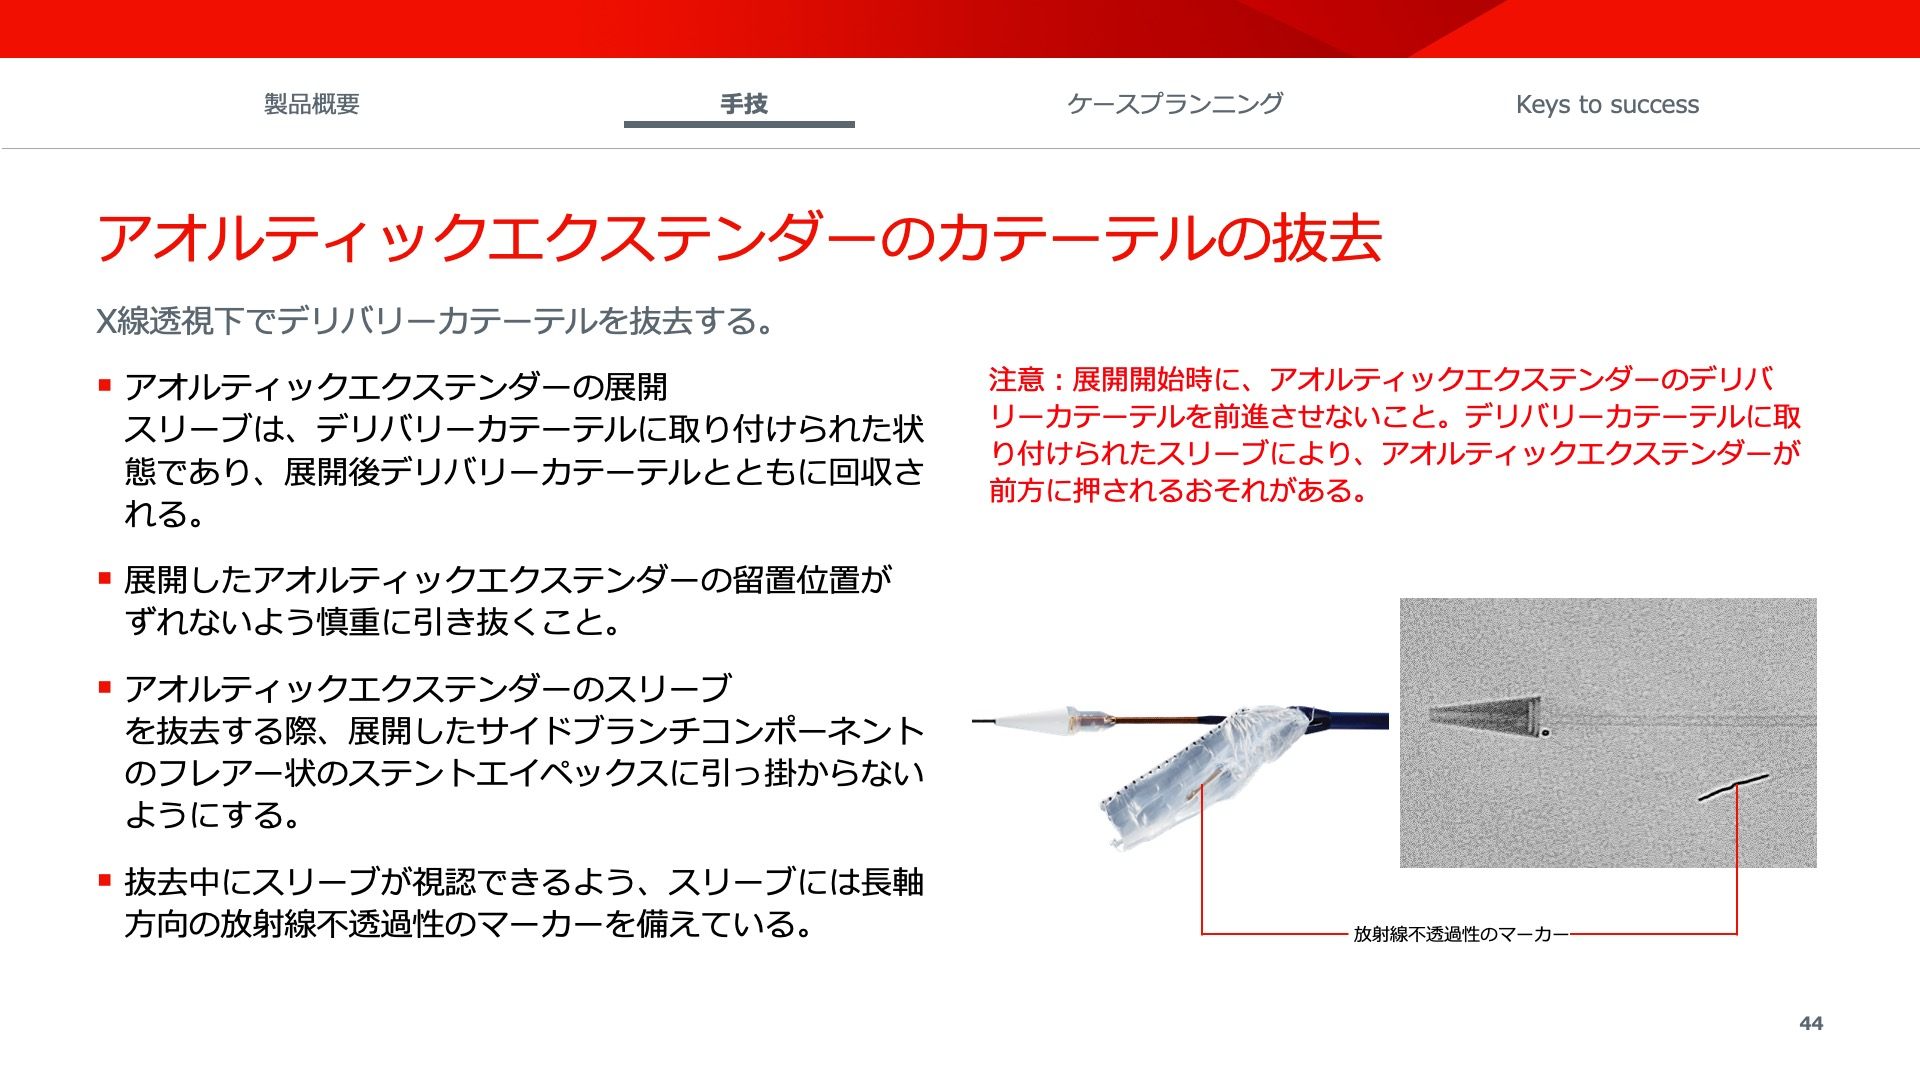 製品概要
手技
ケースプランニング
Keys to success
アオルティックエクステンダーのカテーテルの抜去
X線透視下でデリバリーカテーテルを抜去する。
アオルティックエクステンダーの展開
スリーブは、デリバリーカテーテルに取り付けられた状
態であり、展開後デリバリーカテーテルとともに回収さ
れる。
展開したアオルティックエクステンダーの留置位置が
ずれないよう慎重に引き抜くこと。
アオルティックエクステンダーのスリーブ
を抜去する際、展開したサイドブランチコンポーネント
のフレアー状のステントエイペックスに引っ掛からない
ようにする。
抜去中にスリーブが視認できるよう、スリーブには長軸
方向の放射線不透過性のマーカーを備えている。
注意：展開開始時に、アオルティックエクステンダーのデリバ
リーカテーテルを前進させないこと。デリバリーカテーテルに取
り付けられたスリーブにより、アオルティックエクステンダーが
前方に押されるおそれがある。
放射線不透過性のマーカー
44